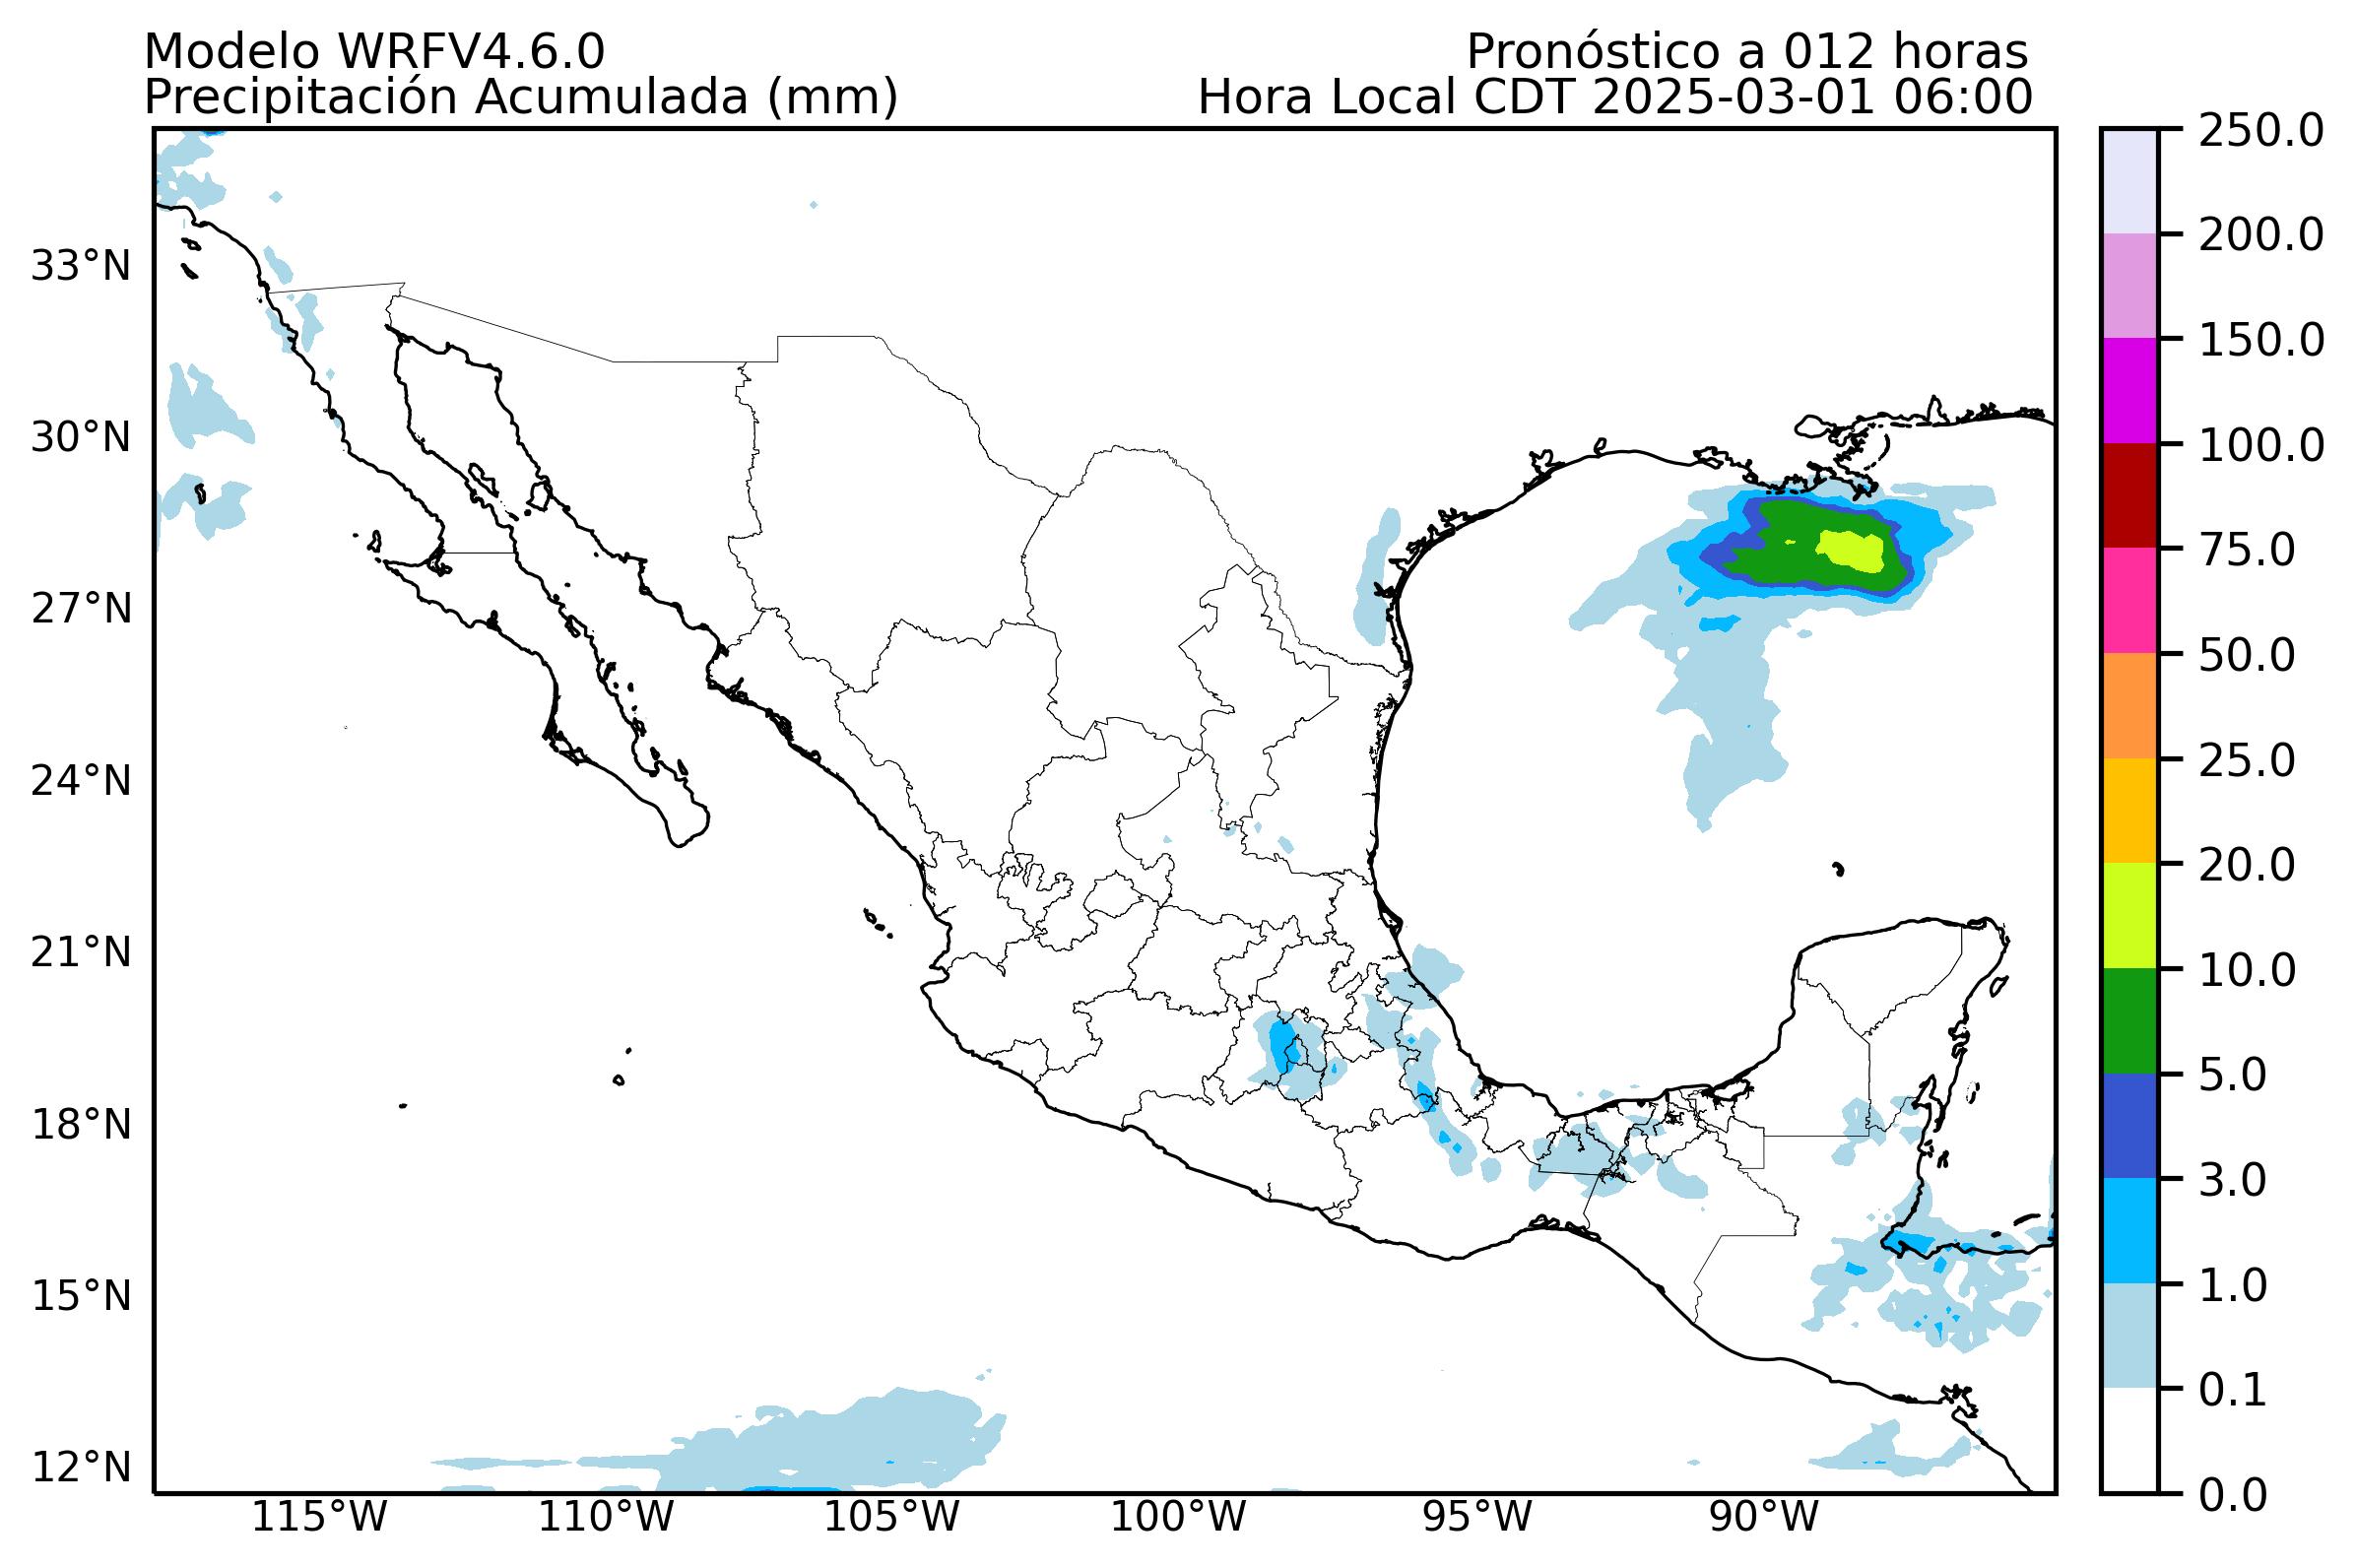 Modelo WRFV4.6.0
Pronóstico a 012 horas
Precipitación Acumulada (mm)
Hora Local CDT 2025-03-01 06:00
250.0
200.0
150.0
100.0
75.0
50.0
25.0
20.0
10.0
5.0
3.0
1.0
0.1
0.0
33°N
30°N
27°N
24°N
21°N
18°N
15°N
12°N
115°W
110°W
105°W
100°W
95°W
90°W